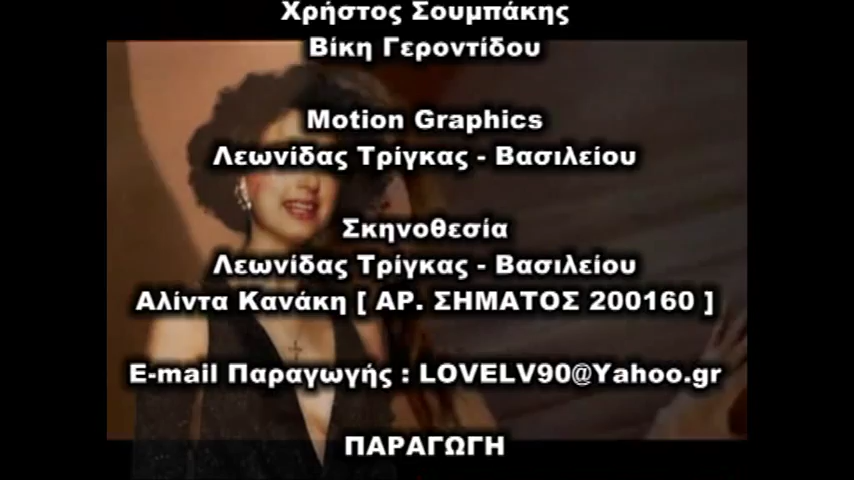 Χρήστος Σουμπάκης
Βίκη Γεροντίδου
Motion Graphics
Λεωνίδας Τρίγκας - Βασιλείου
Σκηνοθεσία
Λεωνίδας Τρίγκας - Βασιλείου
Αλίντα Κανάκη [ ΑΡ. ΣΗΜΑΤΟΣ 200160 ]
E-mail Παραγωγής : LOVELV90@Yahoo.gr
ΠΑΡΑΓΩΓΗ